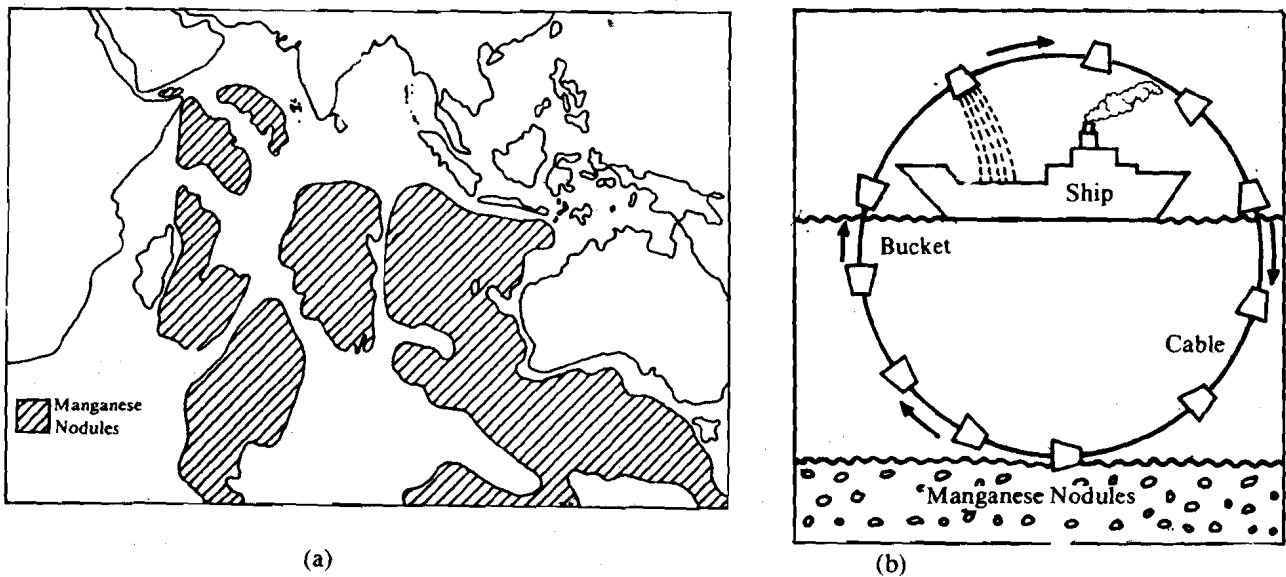 Manganese
Nodules
(a)
Ship
Bucket
Cable
Manganese Nodules
(b)